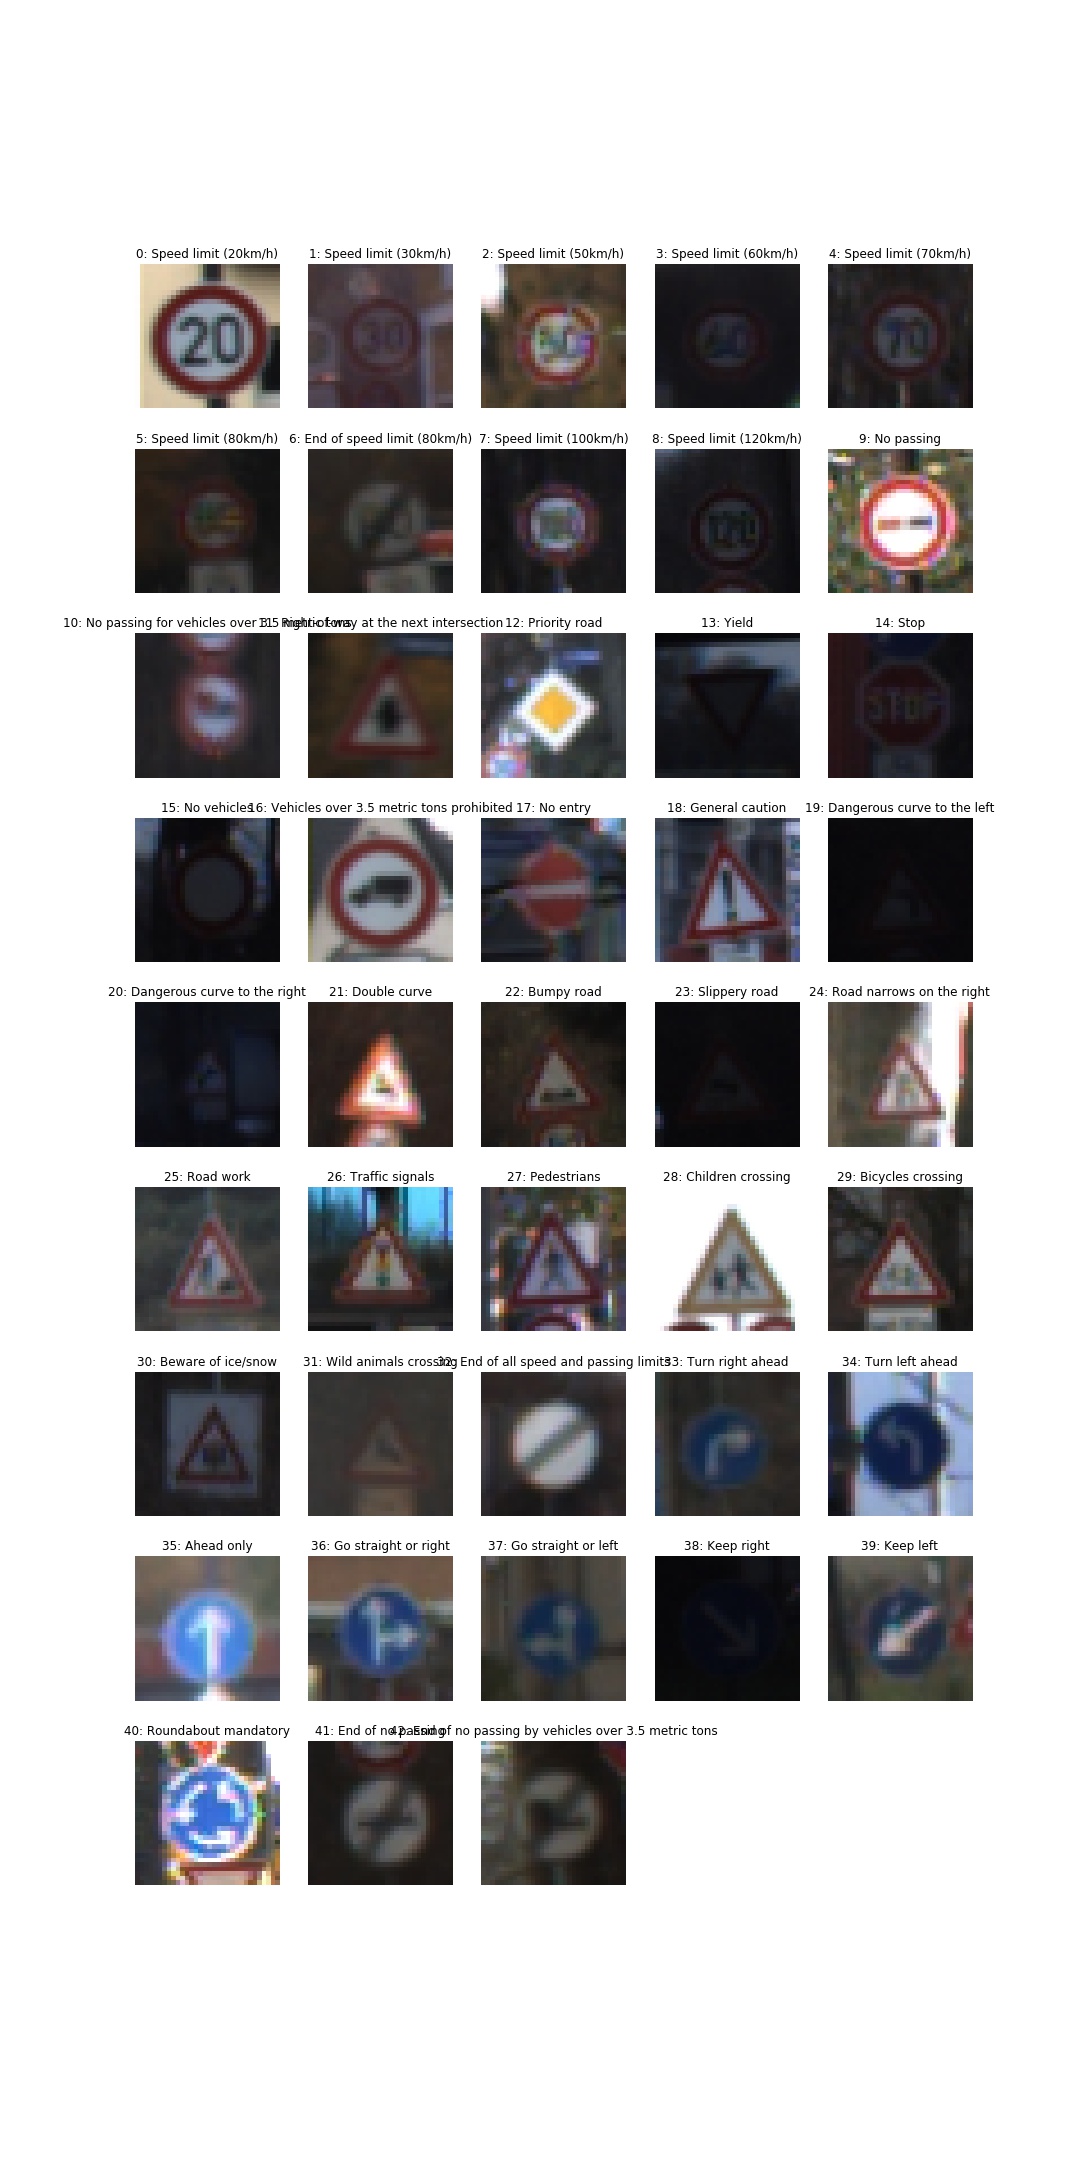 0: Speed limit (20km/h)
1: Speed limit (30km/h)
2: Speed limit (50km/h)
3: Speed limit (60km/h)
4: Speed limit (70km/h)
20
30
70
5: Speed limit (80km/h)
6: End of speed limit (80km/h)
7: Speed limit (100km/h)
8: Speed limit (120km/h)
9: No passing
10: No passing for vehicles over 3.5 metric tons
11: Right-of-way at the next intersection
12: Priority road
13: Yield
14: Stop
STOP
15: No vehicles
16: Vehicles over 3.5 metric tons prohibited
17: No entry
18: General caution
19: Dangerous curve to the left
20: Dangerous curve to the right
21: Double curve
22: Bumpy road
23: Slippery road
24: Road narrows on the right
25: Road work
26: Traffic signals
27: Pedestrians
28: Children crossing
29: Bicycles crossing
30: Beware of ice/snow
31: Wild animals crossing
32: End of all speed and passing limits
33: Turn right ahead
34: Turn left ahead
35: Ahead only
36: Go straight or right
37: Go straight or left
38: Keep right
39: Keep left
40: Roundabout mandatory
41: End of no passing
42: End of no passing by vehicles over 3.5 metric tons